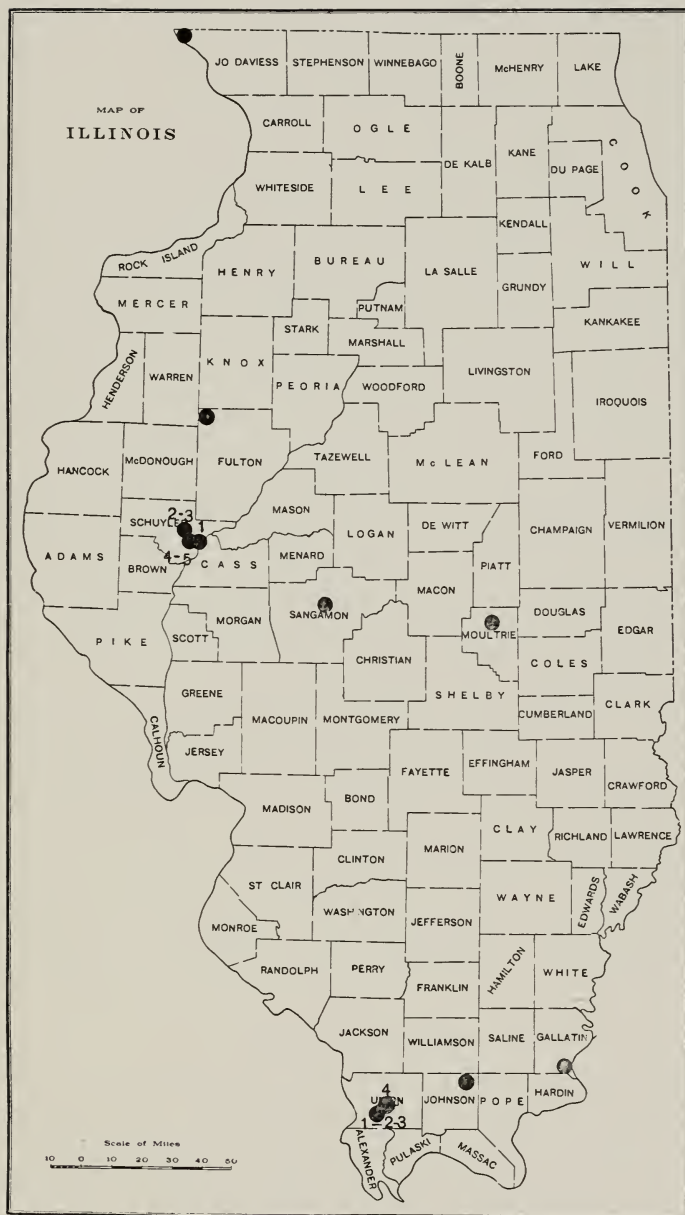 MAP OF
ILLINOIS
JO DAVIESS
STEPHENSON
WINNEBAGO
BOONE
McHENRY
LAKE
CARROLL
OGLE
DE KALB
KANE
COOK
DU PAGE
WHITESIDE
LEE
KENDALL
ROCK ISLAND
HENRY
BUREAU
LA SALLE
GRUNDY
WILL
MERCER
PUTNAM
KANKAKEE
STARK
MARSHALL
HENDERSON
WARREN
KNOX
PEORIA
WOODFORD
LIVINGSTON
IROQUOIS
HANCOCK
McDONOUGH
FULTON
TAZEWELL
McLEAN
FORD
2-3
SCHUYLER
1
MASON
LOGAN
DE WITT
CHAMPAIGN
VERMILION
ADAMS
BROWN
4-5
CASS
MENARD
PIATT
MACON
PIKE
SCOTT
MORGAN
SANGAMON
MOULTRIE
DOUGLAS
EDGAR
CHRISTIAN
COLES
GREENE
SHELBY
CALHOUN
MACOUPIN
MONTGOMERY
CUMBERLAND
CLARK
JERSEY
FAYETTE
EFFINGHAM
JASPER
CRAWFORD
MADISON
BOND
CLAY
RICHLAND
LAWRENCE
CLINTON
MARION
ST CLAIR
WAYNE
EDWARDS
WABASH
MONROE
WASHINGTON
JEFFERSON
RANDOLPH
PERRY
HAMILTON
WHITE
FRANKLIN
JACKSON
WILLIAMSON
SALINE
GALLATIN
4
UNION
JOHNSON
POPE
HARDIN
1-2-3
ALEXANDER
PULASKI
MASSAC
Scale of Miles
10 0 10 20 30 40 50